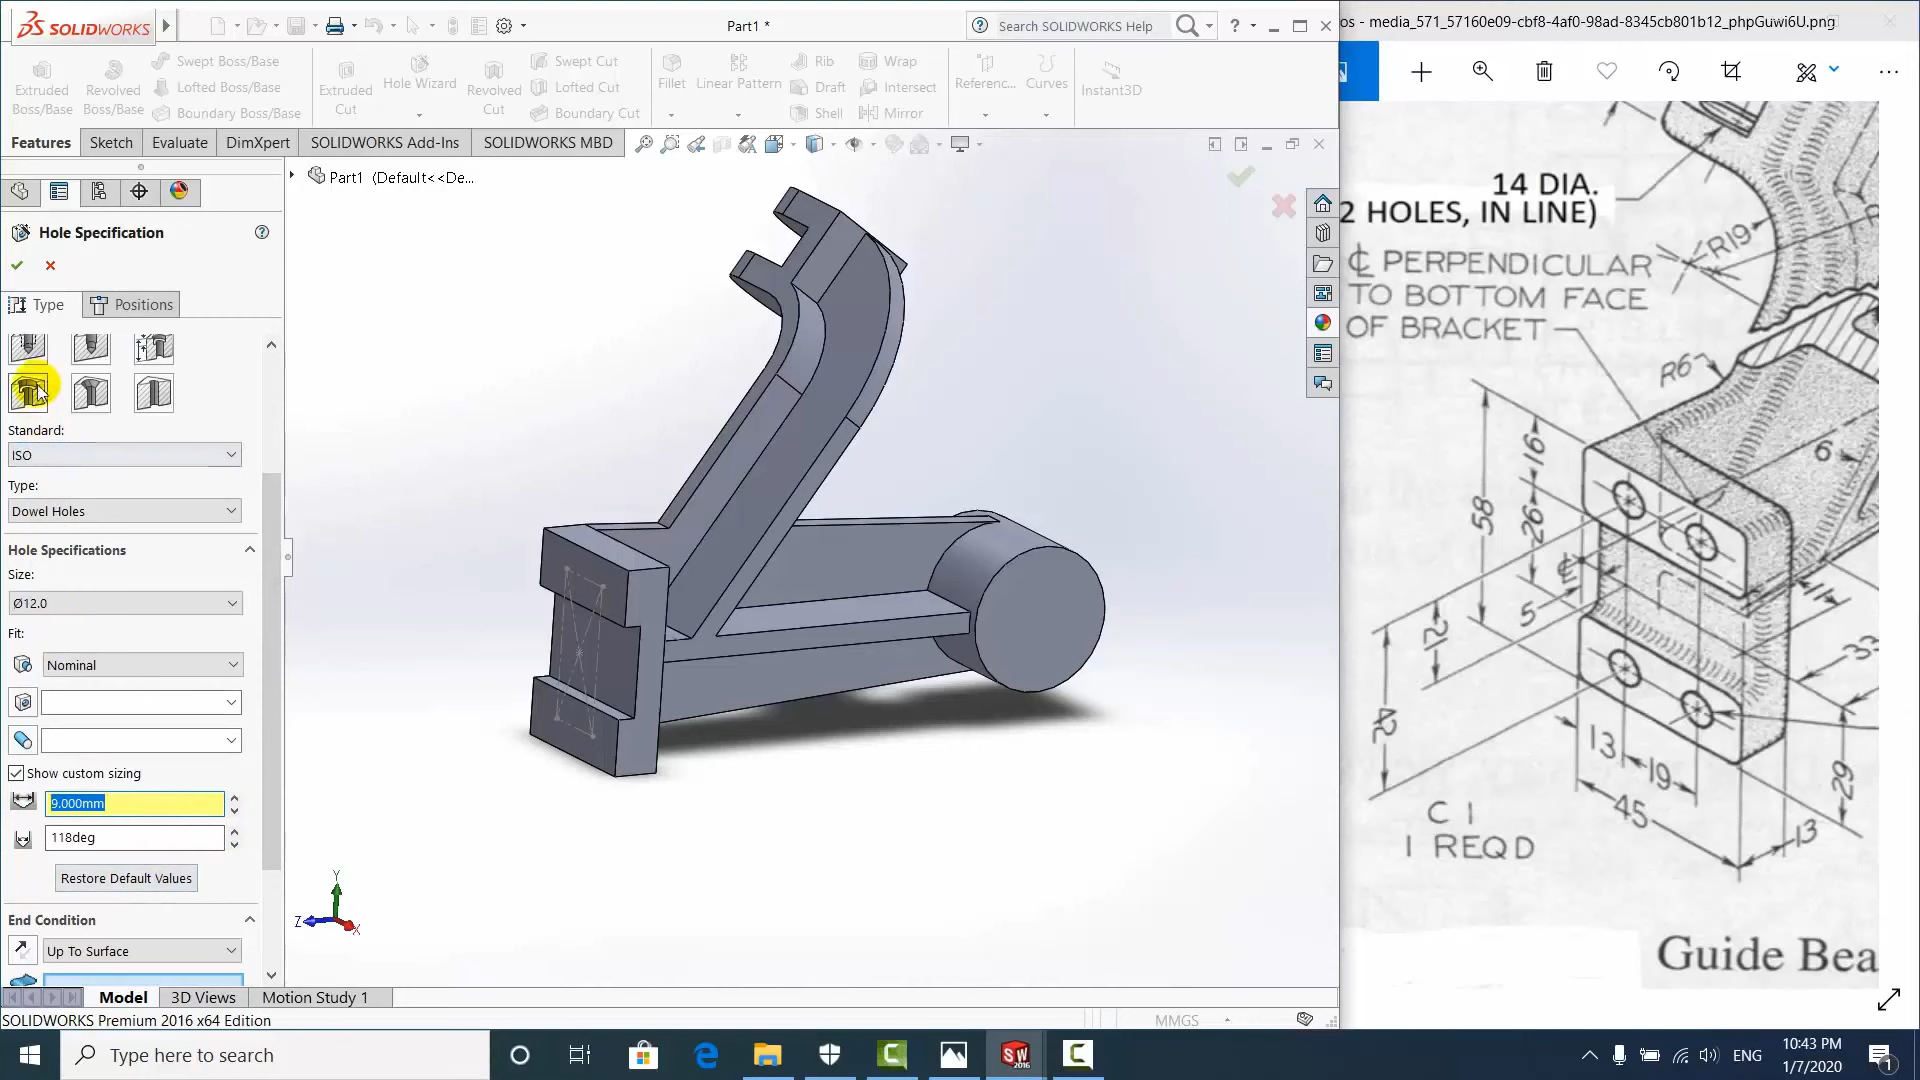 SOLIDWORKS
Part1 *
Search SOLIDWORKS Help
os - media_571_57160e09-cbf8-4af0-98ad-8345cb801b12_phpGuwi6U.png
Extruded Boss/Base
Revolved Boss/Base
Swept Boss/Base
Lofted Boss/Base
Boundary Boss/Base
Extruded Cut
Hole Wizard
Revolved Cut
Swept Cut
Lofted Cut
Boundary Cut
Fillet
Linear Pattern
Rib
Draft
Shell
Wrap
Intersect
Mirror
Referenc...
Curves
Instant3D
Features
Sketch
Evaluate
DimXpert
SOLIDWORKS Add-Ins
SOLIDWORKS MBD
Part1 (Default<<De...
Hole Specification
Type
Positions
Standard:
ISO
Type:
Dowel Holes
Hole Specifications
Size:
Ø12.0
Fit:
Nominal
Show custom sizing
9.000mm
118deg
Restore Default Values
End Condition
Up To Surface
Y
Z
X
Model
3D Views
Motion Study 1
SOLIDWORKS Premium 2016 x64 Edition
MMGS
14 DIA.
2 HOLES, IN LINE)
℄ PERPENDICULAR
TO BOTTOM FACE
OF BRACKET
R19
R6
16
58
26
6
℄
5
12
11
42
13
19
45
29
13
C I
1 REQD
Guide Bea
Type here to search
SW
2016
ENG
10:43 PM
1/7/2020
1